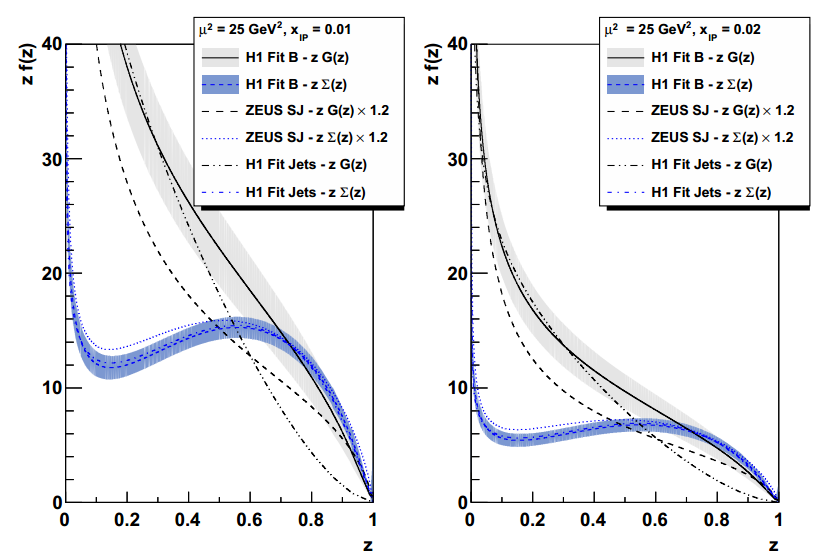 z f(z)
μ² = 25 GeV², x_IP = 0.01
H1 Fit B - z G(z)
H1 Fit B - z Σ(z)
ZEUS SJ - z G(z) × 1.2
ZEUS SJ - z Σ(z) × 1.2
H1 Fit Jets - z G(z)
H1 Fit Jets - z Σ(z)
40
30
20
10
0
0 0.2 0.4 0.6 0.8 1
z
z f(z)
μ² = 25 GeV², x_IP = 0.02
H1 Fit B - z G(z)
H1 Fit B - z Σ(z)
ZEUS SJ - z G(z) × 1.2
ZEUS SJ - z Σ(z) × 1.2
H1 Fit Jets - z G(z)
H1 Fit Jets - z Σ(z)
40
30
20
10
0
0 0.2 0.4 0.6 0.8 1
z